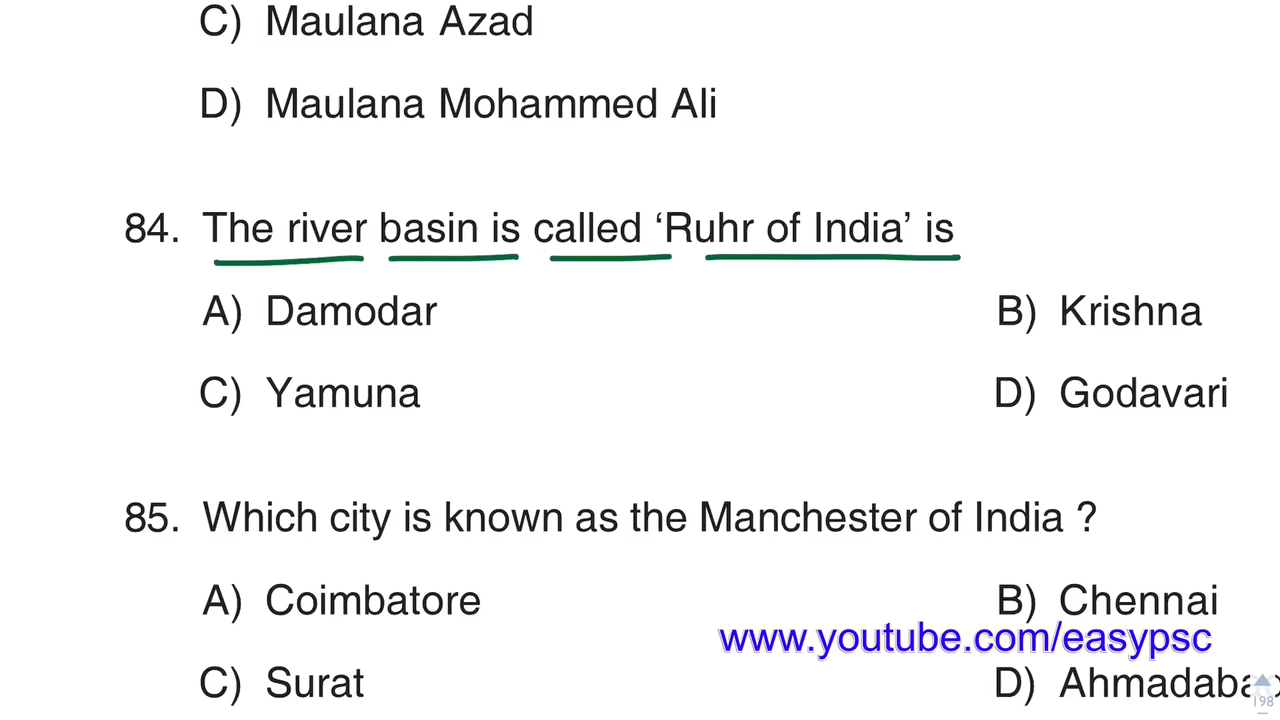 C) Maulana Azad
D) Maulana Mohammed Ali
84. The river basin is called ‘Ruhr of India’ is
A) Damodar B) Krishna
C) Yamuna D) Godavari
85. Which city is known as the Manchester of India ?
A) Coimbatore B) Chennai
www.youtube.com/easypsc
C) Surat
D)
198